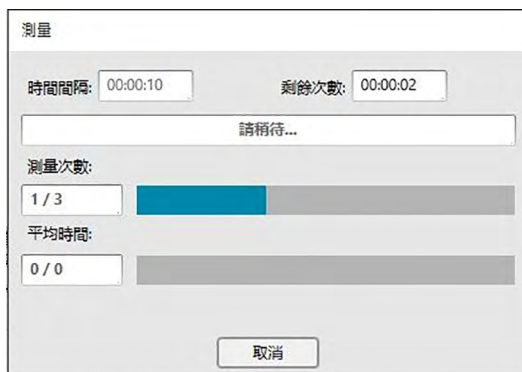 測量
時間間隔: 00:00:10 剩餘次數: 00:00:02
請稍待...
測量次數:
1 / 3
平均時間:
0 / 0
取消